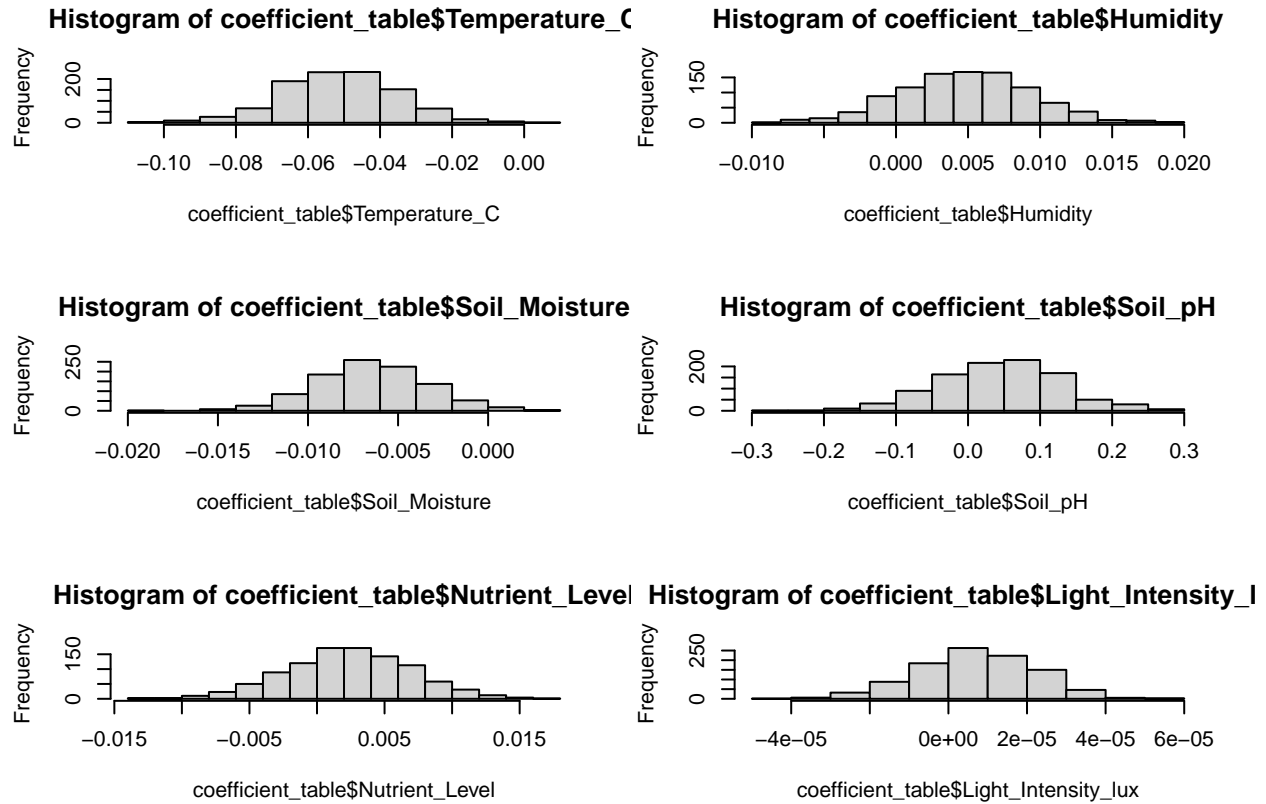 Histogram of coefficient_table$Temperature_C
Frequency
0 200
−0.10 −0.08 −0.06 −0.04 −0.02 0.00
coefficient_table$Temperature_C
Histogram of coefficient_table$Humidity
Frequency
0 150
−0.010 0.000 0.005 0.010 0.015 0.020
coefficient_table$Humidity
Histogram of coefficient_table$Soil_Moisture
Frequency
0 250
−0.020 −0.015 −0.010 −0.005 0.000
coefficient_table$Soil_Moisture
Histogram of coefficient_table$Soil_pH
Frequency
0 200
−0.3 −0.2 −0.1 0.0 0.1 0.2 0.3
coefficient_table$Soil_pH
Histogram of coefficient_table$Nutrient_Level
Frequency
0 150
−0.015 −0.005 0.005 0.015
coefficient_table$Nutrient_Level
Histogram of coefficient_table$Light_Intensity_l
Frequency
0 250
−4e−05 0e+00 2e−05 4e−05 6e−05
coefficient_table$Light_Intensity_lux